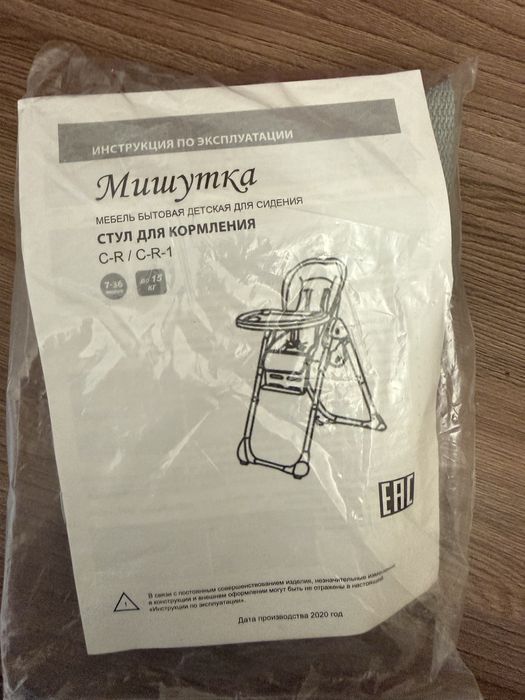 ИНСТРУКЦИЯ ПО ЭКСПЛУАТАЦИИ
Мишутка
МЕБЕЛЬ БЫТОВАЯ ДЕТСКАЯ ДЛЯ СИДЕНИЯ
СТУЛ ДЛЯ КОРМЛЕНИЯ
C-R / C-R-1
7-36
до 15
кг
EAC
!
В связи с постоянным совершенствованием изделия, незначительные изменения
в конструкции и внешнем оформлении могут быть не отражены в настоящей
«Инструкции по эксплуатации».
Дата производства 2020 год